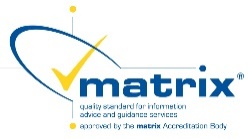 matrix®
quality standard for information
advice and guidance services
approved by the matrix Accreditation Body